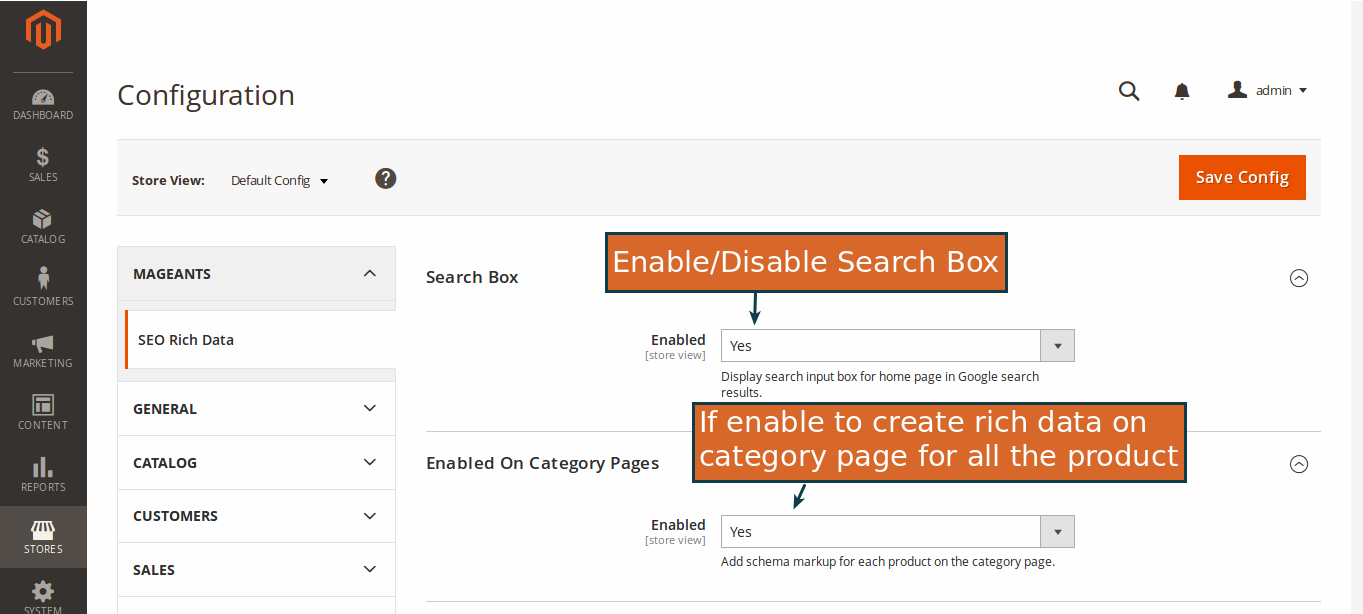 Configuration
admin
DASHBOARD
SALES
CATALOG
CUSTOMERS
MARKETING
CONTENT
REPORTS
STORES
SYSTEM
Store View: Default Config ?
Save Config
MAGEANTS
SEO Rich Data
GENERAL
CATALOG
CUSTOMERS
SALES
Search Box
Enable/Disable Search Box
Enabled Yes
[store view]
Display search input box for home page in Google search
results.
If enable to create rich data on
category page for all the product
Enabled On Category Pages
Enabled Yes
[store view]
Add schema markup for each product on the category page.